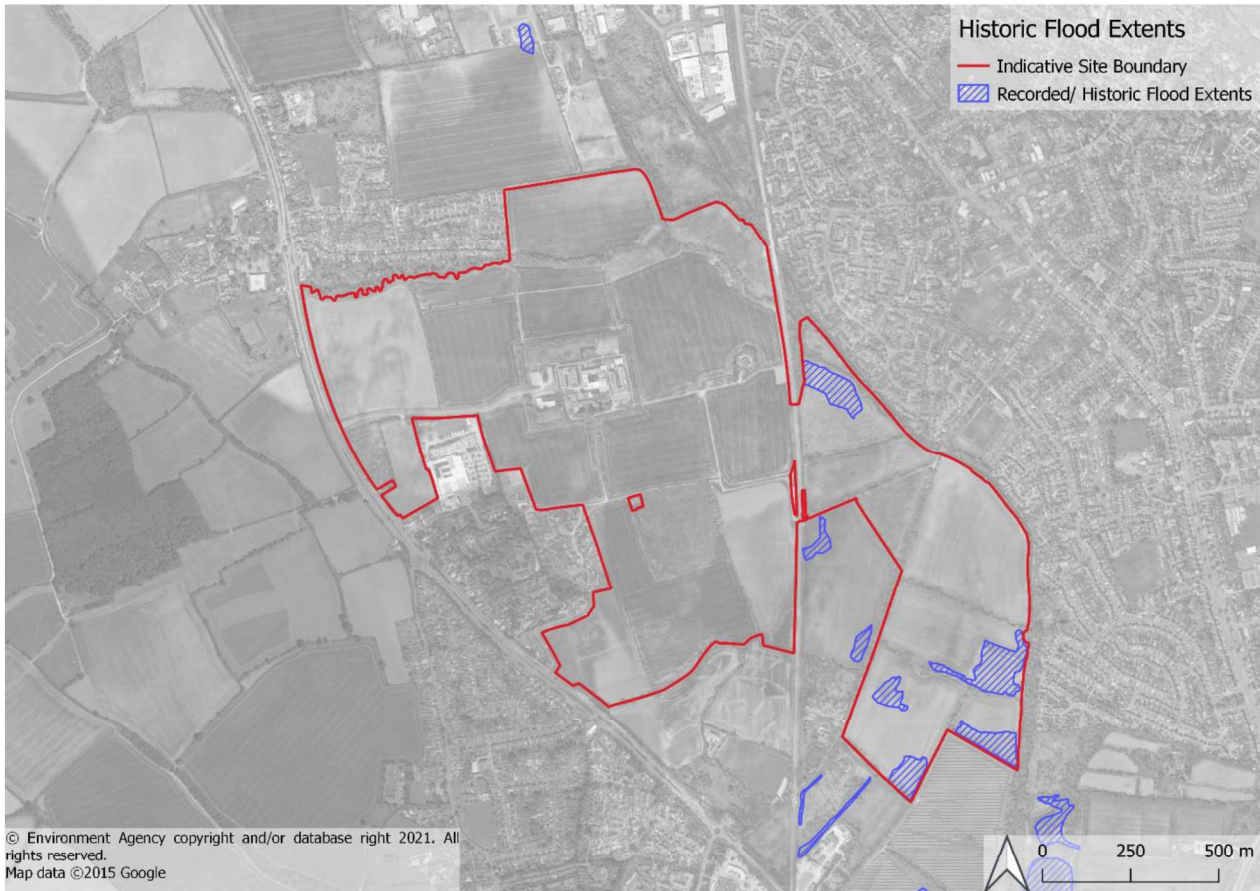 Historic Flood Extents
Indicative Site Boundary
Recorded/ Historic Flood Extents
© Environment Agency copyright and/or database right 2021. All
rights reserved.
Map data ©2015 Google
0 250 500 m